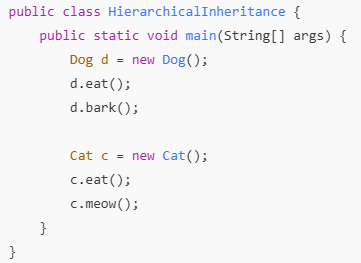 public class HierarchicalInheritance {
    public static void main(String[] args) {
        Dog d = new Dog();
        d.eat();
        d.bark();

        Cat c = new Cat();
        c.eat();
        c.meow();
    }
}